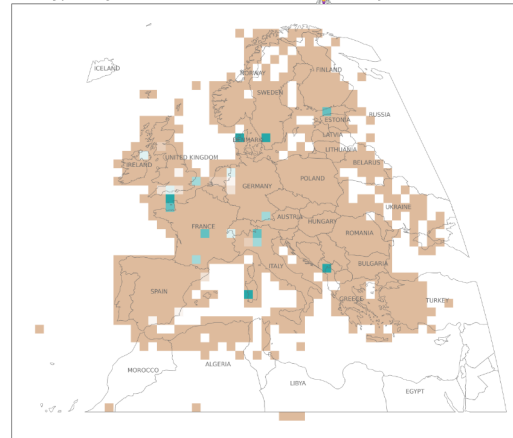 ICELAND
NORWAY
FINLAND
SWEDEN
RUSSIA
ESTONIA
LATVIA
DENMARK
LITHUANIA
UNITED KINGDOM
IRELAND
BELARUS
POLAND
GERMANY
UKRAINE
AUSTRIA
HUNGARY
FRANCE
ROMANIA
BULGARIA
ITALY
SPAIN
GREECE
TURKEY
ALGERIA
MOROCCO
LIBYA
EGYPT